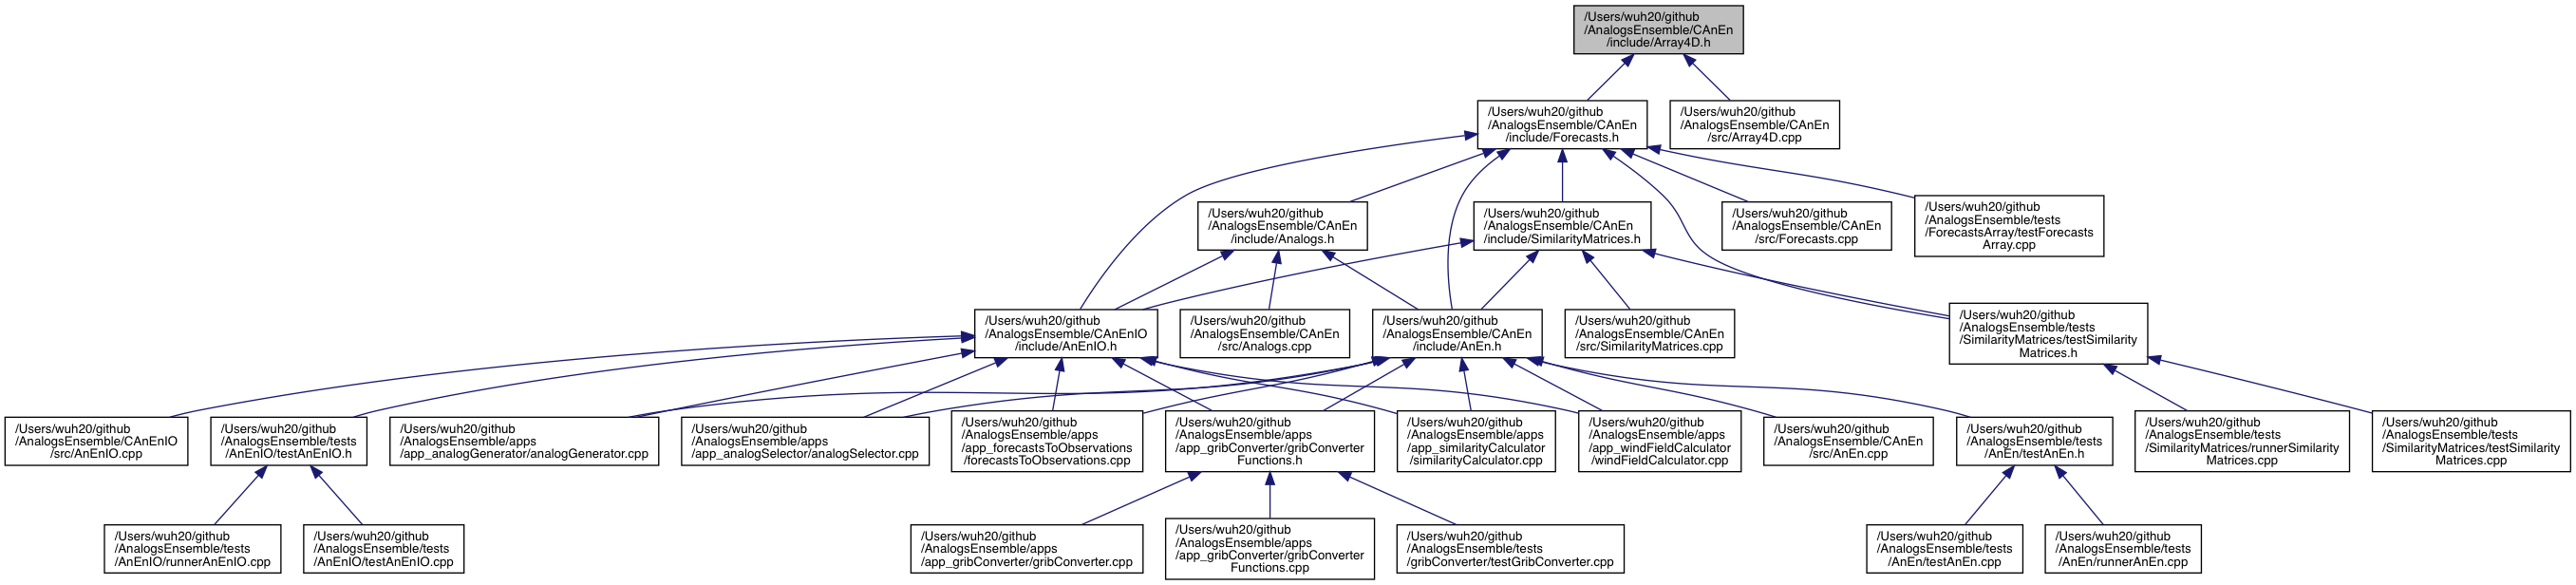 /Users/wuh20/github
/AnalogsEnsemble/CAnEn
/include/Array4D.h
/Users/wuh20/github
/AnalogsEnsemble/CAnEn
/include/Forecasts.h
/Users/wuh20/github
/AnalogsEnsemble/CAnEn
/src/Array4D.cpp
/Users/wuh20/github
/AnalogsEnsemble/CAnEn
/include/Analogs.h
/Users/wuh20/github
/AnalogsEnsemble/CAnEn
/include/SimilarityMatrices.h
/Users/wuh20/github
/AnalogsEnsemble/CAnEn
/src/Forecasts.cpp
/Users/wuh20/github
/AnalogsEnsemble/tests
/ForecastsArray/testForecasts
Array.cpp
/Users/wuh20/github
/AnalogsEnsemble/CAnEnIO
/include/AnEnIO.h
/Users/wuh20/github
/AnalogsEnsemble/CAnEn
/src/Analogs.cpp
/Users/wuh20/github
/AnalogsEnsemble/CAnEn
/include/AnEn.h
/Users/wuh20/github
/AnalogsEnsemble/CAnEn
/src/SimilarityMatrices.cpp
/Users/wuh20/github
/AnalogsEnsemble/tests
/SimilarityMatrices/testSimilarity
Matrices.h
/Users/wuh20/github
/AnalogsEnsemble/CAnEnIO
/src/AnEnIO.cpp
/Users/wuh20/github
/AnalogsEnsemble/tests
/AnEnIO/testAnEnIO.h
/Users/wuh20/github
/AnalogsEnsemble/apps
/app_analogGenerator/analogGenerator.cpp
/Users/wuh20/github
/AnalogsEnsemble/apps
/app_analogSelector/analogSelector.cpp
/Users/wuh20/github
/AnalogsEnsemble/apps
/app_forecastsToObservations
/forecastsToObservations.cpp
/Users/wuh20/github
/AnalogsEnsemble/apps
/app_gribConverter/gribConverter
Functions.h
/Users/wuh20/github
/AnalogsEnsemble/apps
/app_similarityCalculator
/similarityCalculator.cpp
/Users/wuh20/github
/AnalogsEnsemble/apps
/app_windFieldCalculator
/windFieldCalculator.cpp
/Users/wuh20/github
/AnalogsEnsemble/CAnEn
/src/AnEn.cpp
/Users/wuh20/github
/AnalogsEnsemble/tests
/AnEn/testAnEn.h
/Users/wuh20/github
/AnalogsEnsemble/tests
/SimilarityMatrices/runnerSimilarity
Matrices.cpp
/Users/wuh20/github
/AnalogsEnsemble/tests
/SimilarityMatrices/testSimilarity
Matrices.cpp
/Users/wuh20/github
/AnalogsEnsemble/tests
/AnEnIO/runnerAnEnIO.cpp
/Users/wuh20/github
/AnalogsEnsemble/tests
/AnEnIO/testAnEnIO.cpp
/Users/wuh20/github
/AnalogsEnsemble/apps
/app_gribConverter/gribConverter.cpp
/Users/wuh20/github
/AnalogsEnsemble/apps
/app_gribConverter/gribConverter
Functions.cpp
/Users/wuh20/github
/AnalogsEnsemble/tests
/gribConverter/testGribConverter.cpp
/Users/wuh20/github
/AnalogsEnsemble/tests
/AnEn/testAnEn.cpp
/Users/wuh20/github
/AnalogsEnsemble/tests
/AnEn/runnerAnEn.cpp